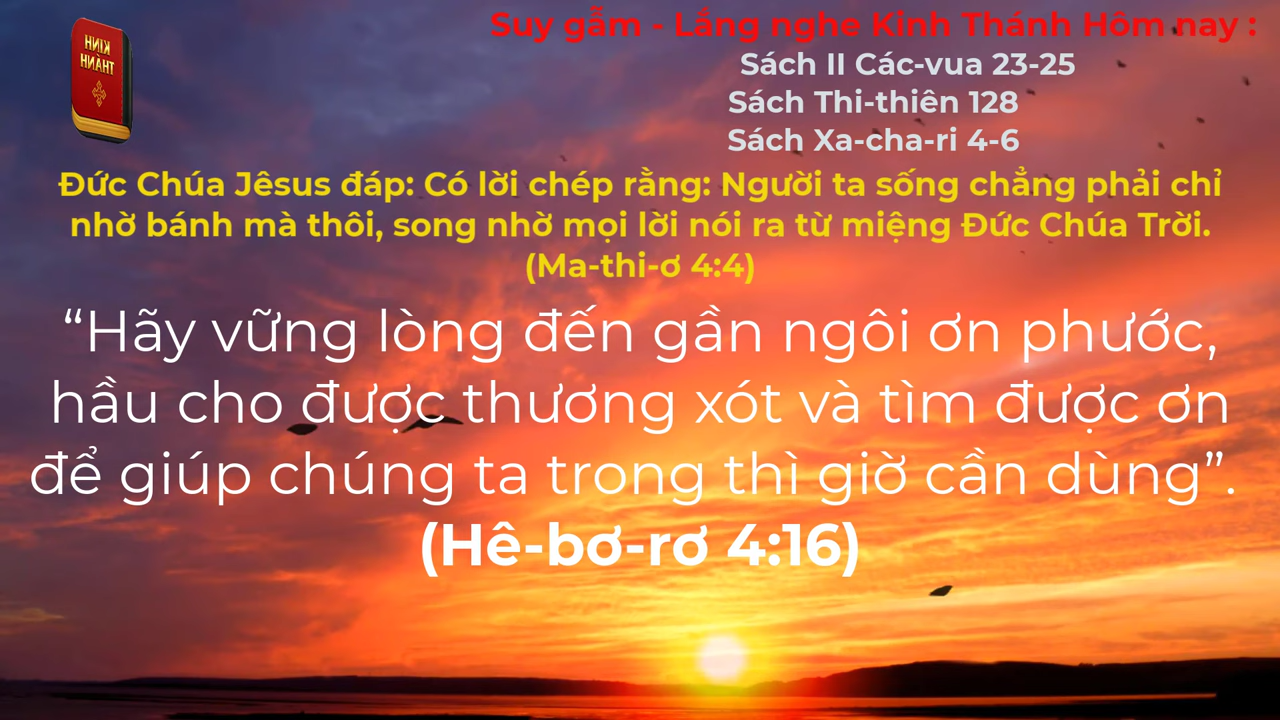 KINH
THÁNH
Suy gẫm - Lắng nghe Kinh Thánh Hôm nay :
Sách II Các-vua 23-25
Sách Thi-thiên 128
Sách Xa-cha-ri 4-6
Đức Chúa Jêsus đáp: Có lời chép rằng: Người ta sống chẳng phải chỉ
nhờ bánh mà thôi, song nhờ mọi lời nói ra từ miệng Đức Chúa Trời.
(Ma-thi-ơ 4:4)
“Hãy vững lòng đến gần ngôi ơn phước,
hầu cho được thương xót và tìm được ơn
để giúp chúng ta trong thì giờ cần dùng”.
(Hê-bơ-rơ 4:16)